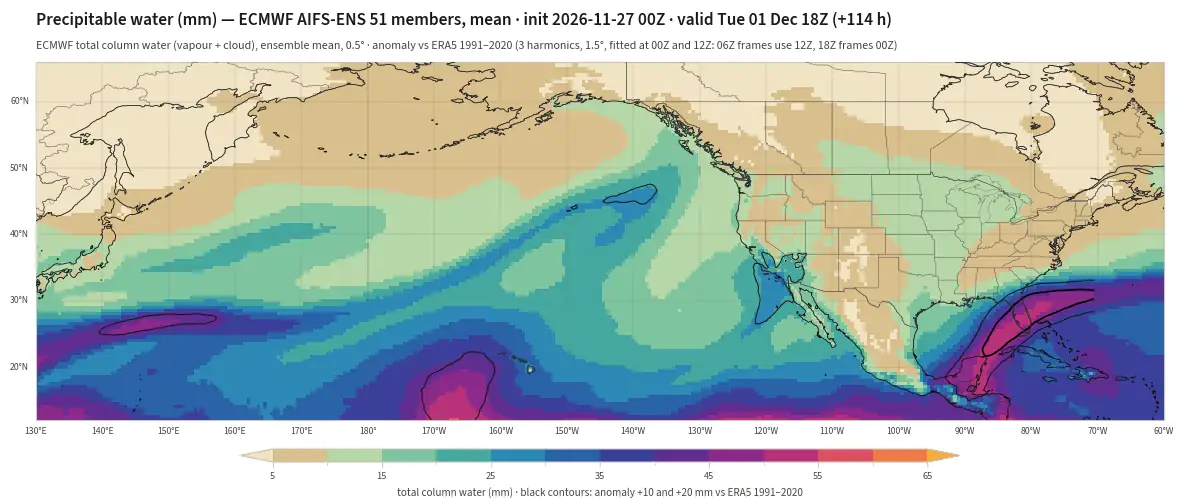 Precipitable water (mm) — ECMWF AIFS-ENS 51 members, mean · init 2026-11-27 00Z · valid Tue 01 Dec 18Z (+114 h)
ECMWF total column water (vapour + cloud), ensemble mean, 0.5° · anomaly vs ERA5 1991–2020 (3 harmonics, 1.5°, fitted at 00Z and 12Z: 06Z frames use 12Z, 18Z frames 00Z)
60°N
50°N
40°N
30°N
20°N
130°E 140°E 150°E 160°E 170°E 180° 170°W 160°W 150°W 140°W 130°W 120°W 110°W 100°W 90°W 80°W 70°W 60°W
5 15 25 35 45 55 65
total column water (mm) · black contours: anomaly +10 and +20 mm vs ERA5 1991–2020